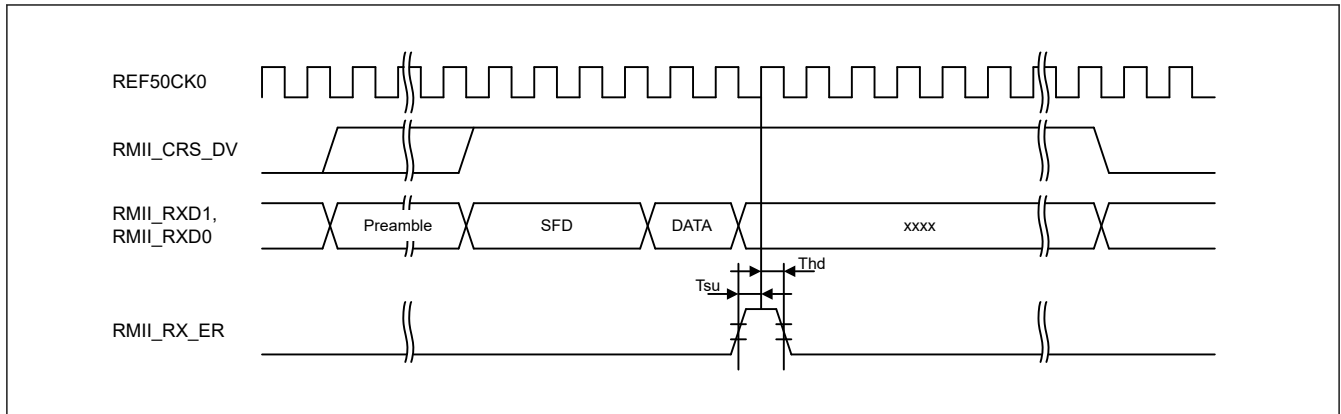 REF50CK0
RMII_CRS_DV
RMII_RXD1,
RMII_RXD0
Preamble
SFD
DATA
xxxx
Thd
Tsu
RMII_RX_ER